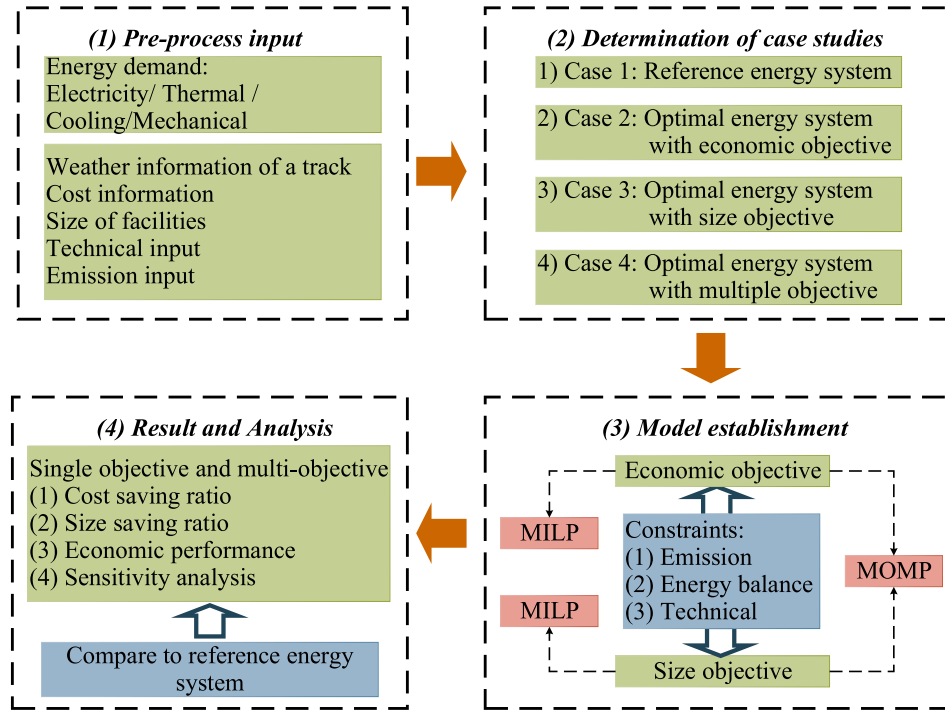 (1) Pre-process input
Energy demand:
Electricity/ Thermal /
Cooling/Mechanical
Weather information of a track
Cost information
Size of facilities
Technical input
Emission input
(2) Determination of case studies
1) Case 1: Reference energy system
2) Case 2: Optimal energy system
with economic objective
3) Case 3: Optimal energy system
with size objective
4) Case 4: Optimal energy system
with multiple objective
(3) Model establishment
Economic objective
MILP
Constraints:
(1) Emission
(2) Energy balance
(3) Technical
MOMP
MILP
Size objective
(4) Result and Analysis
Single objective and multi-objective
(1) Cost saving ratio
(2) Size saving ratio
(3) Economic performance
(4) Sensitivity analysis
Compare to reference energy
system